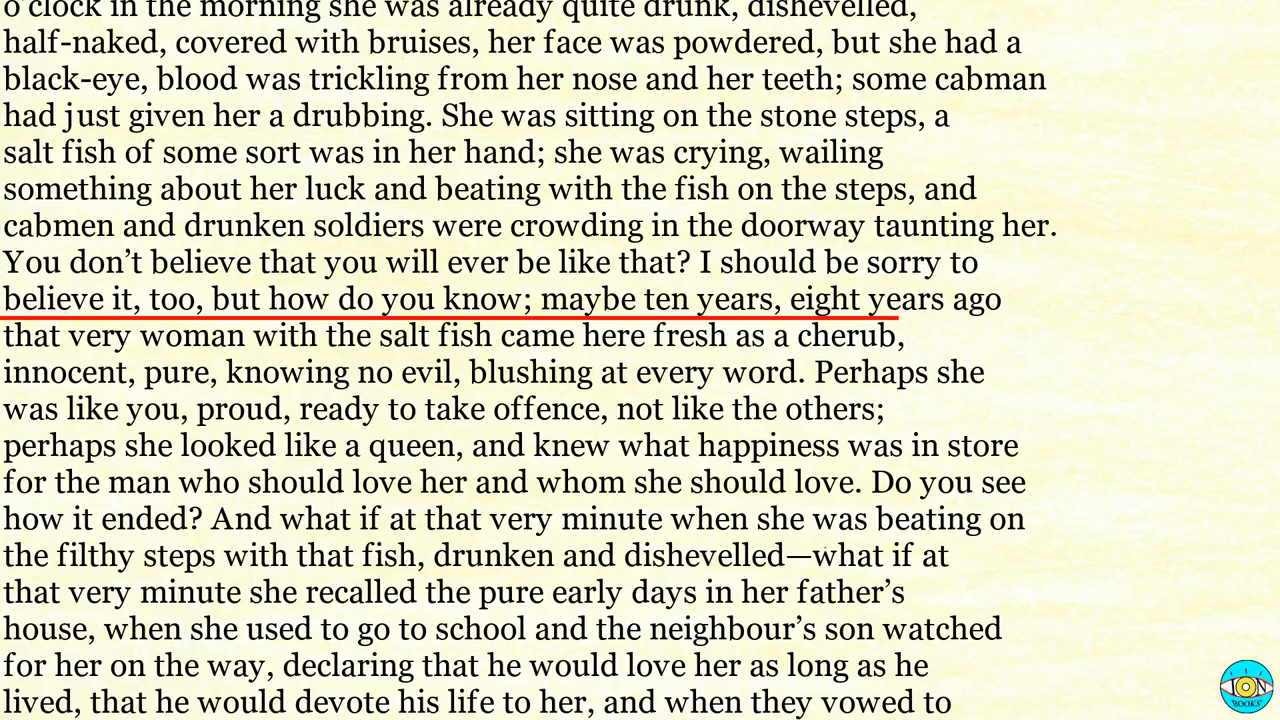 o'clock in the morning she was already quite drunk, dishevelled,
half-naked, covered with bruises, her face was powdered, but she had a
black-eye, blood was trickling from her nose and her teeth; some cabman
had just given her a drubbing. She was sitting on the stone steps, a
salt fish of some sort was in her hand; she was crying, wailing
something about her luck and beating with the fish on the steps, and
cabmen and drunken soldiers were crowding in the doorway taunting her.
You don’t believe that you will ever be like that? I should be sorry to
believe it, too, but how do you know; maybe ten years, eight years ago
that very woman with the salt fish came here fresh as a cherub,
innocent, pure, knowing no evil, blushing at every word. Perhaps she
was like you, proud, ready to take offence, not like the others;
perhaps she looked like a queen, and knew what happiness was in store
for the man who should love her and whom she should love. Do you see
how it ended? And what if at that very minute when she was beating on
the filthy steps with that fish, drunken and dishevelled—what if at
that very minute she recalled the pure early days in her father’s
house, when she used to go to school and the neighbour’s son watched
for her on the way, declaring that he would love her as long as he
lived, that he would devote his life to her, and when they vowed to
ION
BOOKS